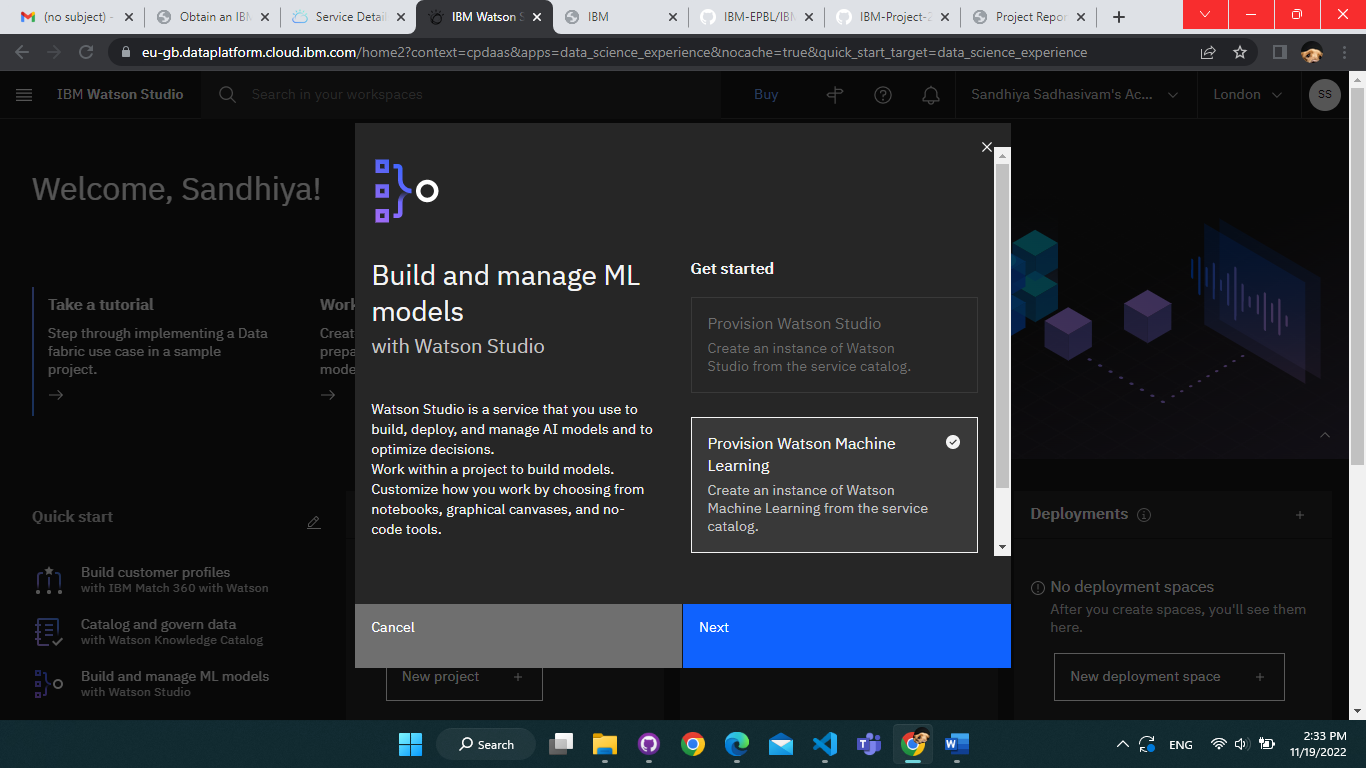 (no subject) -
Obtain an IBM
Service Detail
IBM Watson S
IBM
IBM-EPBL/IBM
IBM-Project-2
Project Repor
eu-gb.dataplatform.cloud.ibm.com/home2?context=cpdaas&apps=data_science_experience&nocache=true&quick_start_target=data_science_experience
IBM Watson Studio
Search in your workspaces
Buy
Sandhiya Sadhasivam's Ac...
London
SS
Welcome, Sandhiya!
Take a tutorial
Step through implementing a Data
fabric use case in a sample
project.
Work
Creat
prepa
mode
Build and manage ML
models
with Watson Studio
Watson Studio is a service that you use to
build, deploy, and manage AI models and to
optimize decisions.
Work within a project to build models.
Customize how you work by choosing from
notebooks, graphical canvases, and no-
code tools.
Get started
Provision Watson Studio
Create an instance of Watson
Studio from the service catalog.
Provision Watson Machine
Learning
Create an instance of Watson
Machine Learning from the service
catalog.
Cancel
Next
Quick start
Build customer profiles
with IBM Match 360 with Watson
Catalog and govern data
with Watson Knowledge Catalog
Build and manage ML models
with Watson Studio
New project +
Deployments
No deployment spaces
After you create spaces, you'll see them
here.
New deployment space +
Search
ENG
2:33 PM
11/19/2022